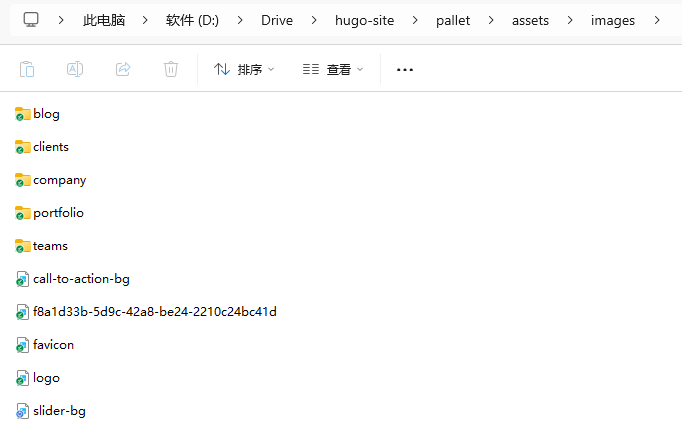 此电脑 > 软件 (D:) > Drive > hugo-site > pallet > assets > images >
排序 查看 ...
blog
clients
company
portfolio
teams
call-to-action-bg
f8a1d33b-5d9c-42a8-be24-2210c24bc41d
favicon
logo
slider-bg